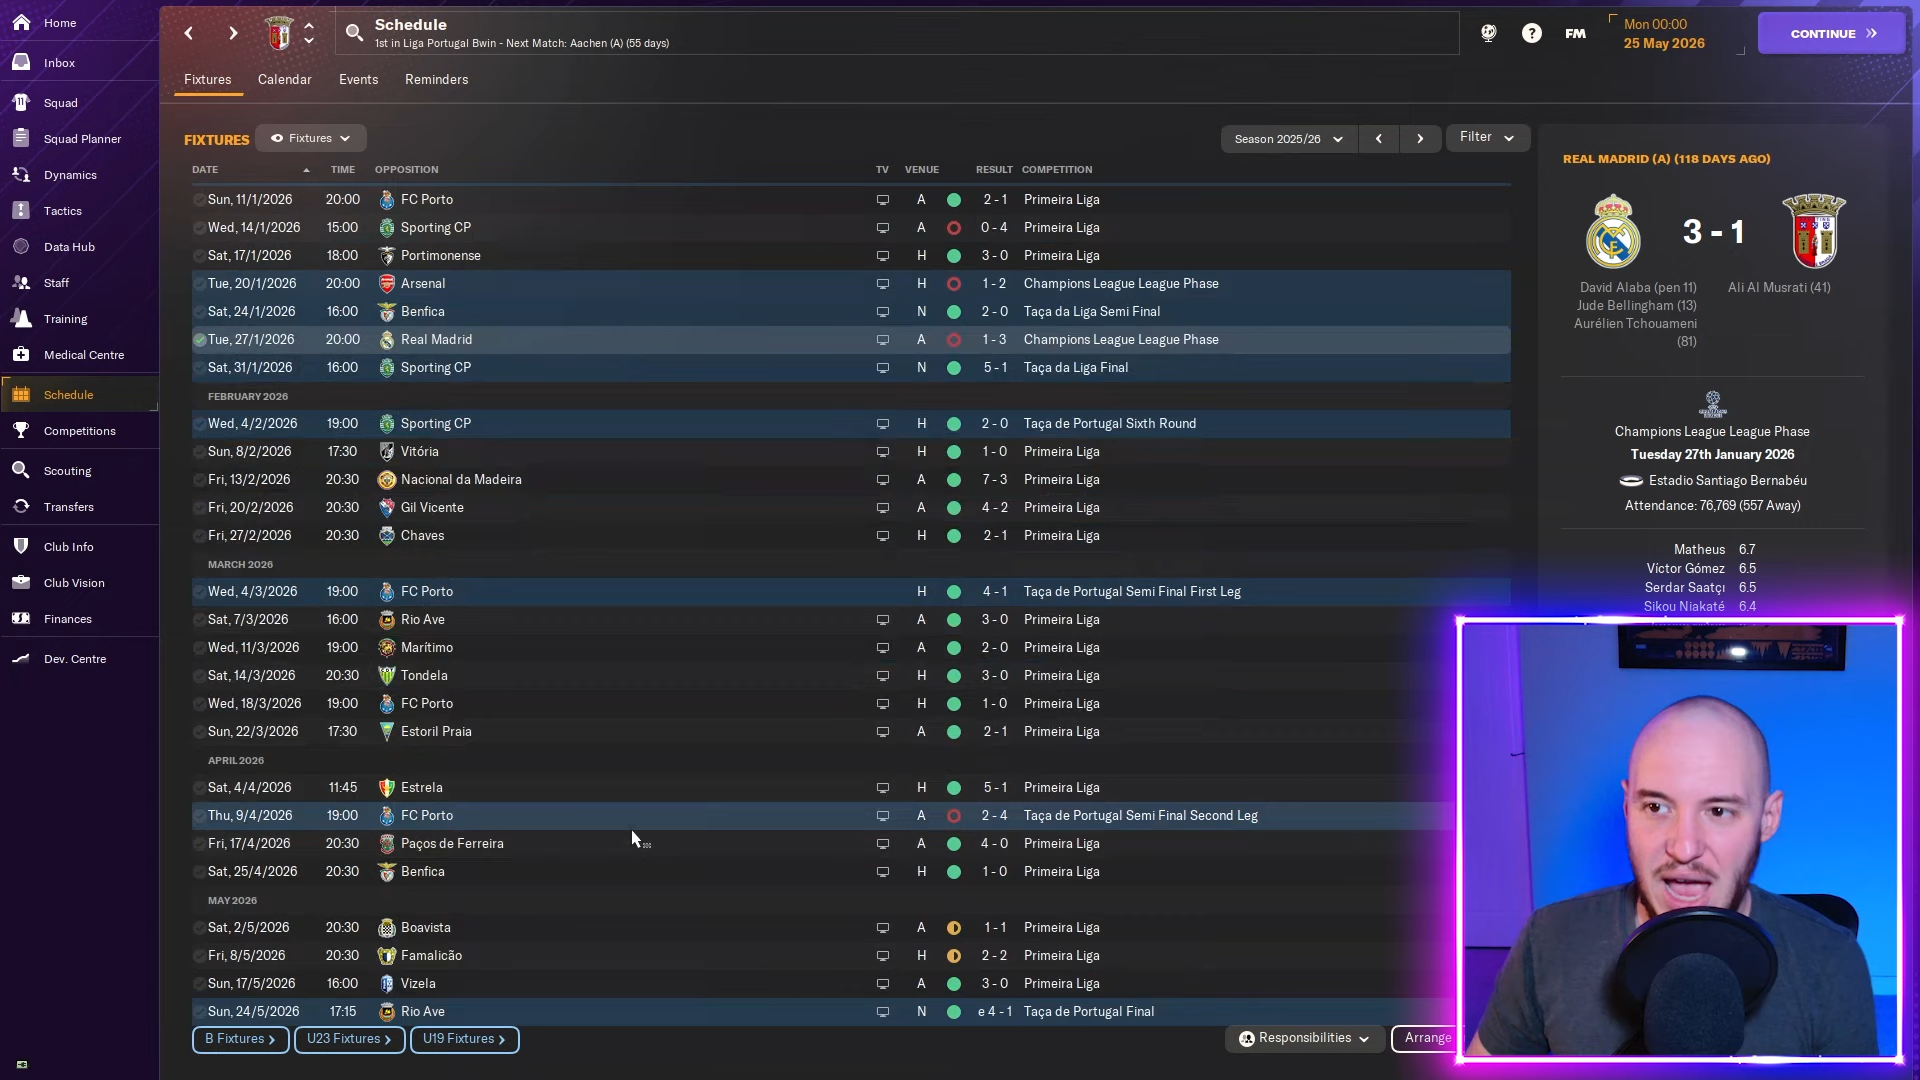 Home
Inbox
Squad
Squad Planner
Dynamics
Tactics
Data Hub
Staff
Training
Medical Centre
Schedule
Competitions
Scouting
Transfers
Club Info
Club Vision
Finances
Dev. Centre
Schedule
1st in Liga Portugal Bwin - Next Match: Aachen (A) (55 days)
FM
Mon 00:00
25 May 2026
CONTINUE
Fixtures Calendar Events Reminders
FIXTURES Fixtures Season 2025/26 Filter
DATE TIME OPPOSITION TV VENUE RESULT COMPETITION
Sun, 11/1/2026 20:00 FC Porto A 2 - 1 Primeira Liga
Wed, 14/1/2026 15:00 Sporting CP A 0 - 4 Primeira Liga
Sat, 17/1/2026 18:00 Portimonense H 3 - 0 Primeira Liga
Tue, 20/1/2026 20:00 Arsenal H 1 - 2 Champions League League Phase
Sat, 24/1/2026 16:00 Benfica N 2 - 0 Taça da Liga Semi Final
Tue, 27/1/2026 20:00 Real Madrid A 1 - 3 Champions League League Phase
Sat, 31/1/2026 16:00 Sporting CP N 5 - 1 Taça da Liga Final
FEBRUARY 2026
Wed, 4/2/2026 19:00 Sporting CP H 2 - 0 Taça de Portugal Sixth Round
Sun, 8/2/2026 17:30 Vitória H 1 - 0 Primeira Liga
Fri, 13/2/2026 20:30 Nacional da Madeira A 7 - 3 Primeira Liga
Fri, 20/2/2026 20:30 Gil Vicente A 4 - 2 Primeira Liga
Fri, 27/2/2026 20:30 Chaves H 2 - 1 Primeira Liga
MARCH 2026
Wed, 4/3/2026 19:00 FC Porto H 4 - 1 Taça de Portugal Semi Final First Leg
Sat, 7/3/2026 16:00 Rio Ave A 3 - 0 Primeira Liga
Wed, 11/3/2026 19:00 Marítimo A 2 - 0 Primeira Liga
Sat, 14/3/2026 20:30 Tondela H 3 - 0 Primeira Liga
Wed, 18/3/2026 19:00 FC Porto H 1 - 0 Primeira Liga
Sun, 22/3/2026 17:30 Estoril Praia A 2 - 1 Primeira Liga
APRIL 2026
Sat, 4/4/2026 11:45 Estrela H 5 - 1 Primeira Liga
Thu, 9/4/2026 19:00 FC Porto A 2 - 4 Taça de Portugal Semi Final Second Leg
Fri, 17/4/2026 20:30 Paços de Ferreira A 4 - 0 Primeira Liga
Sat, 25/4/2026 20:30 Benfica H 1 - 0 Primeira Liga
MAY 2026
Sat, 2/5/2026 20:30 Boavista A 1 - 1 Primeira Liga
Fri, 8/5/2026 20:30 Famalicão H 2 - 2 Primeira Liga
Sun, 17/5/2026 16:00 Vizela A 3 - 0 Primeira Liga
Sun, 24/5/2026 17:15 Rio Ave N e 4 - 1 Taça de Portugal Final
B Fixtures U23 Fixtures U19 Fixtures Responsibilities Arrange
REAL MADRID (A) (118 DAYS AGO)
3 - 1
David Alaba (pen 11) Ali Al Musrati (41)
Jude Bellingham (13)
Aurélien Tchouameni
(81)
Champions League League Phase
Tuesday 27th January 2026
Estadio Santiago Bernabéu
Attendance: 76,769 (557 Away)
Matheus 6.7
Víctor Gómez 6.5
Serdar Saatçı 6.5
Sikou Niakaté 6.4